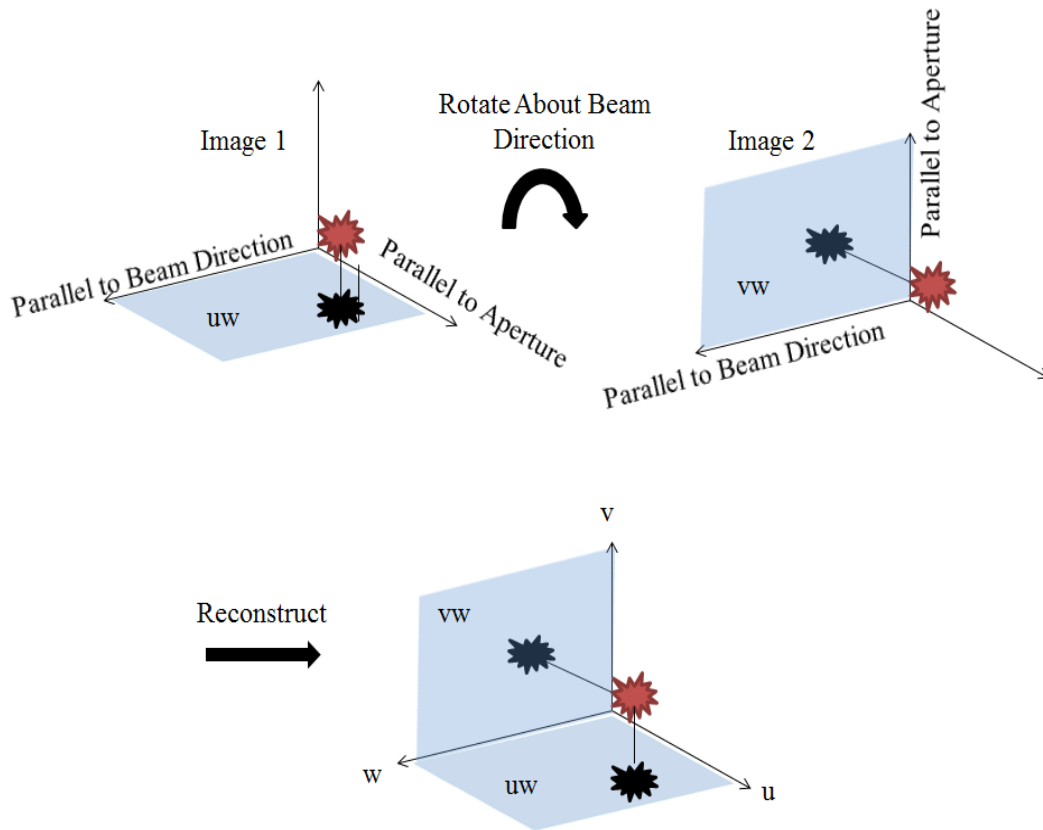 Image 1
Parallel to Beam Direction
Parallel to Aperture
uw
Rotate About Beam
Direction
Image 2
Parallel to Aperture
vw
Parallel to Beam Direction
Reconstruct
v
vw
w
uw
u